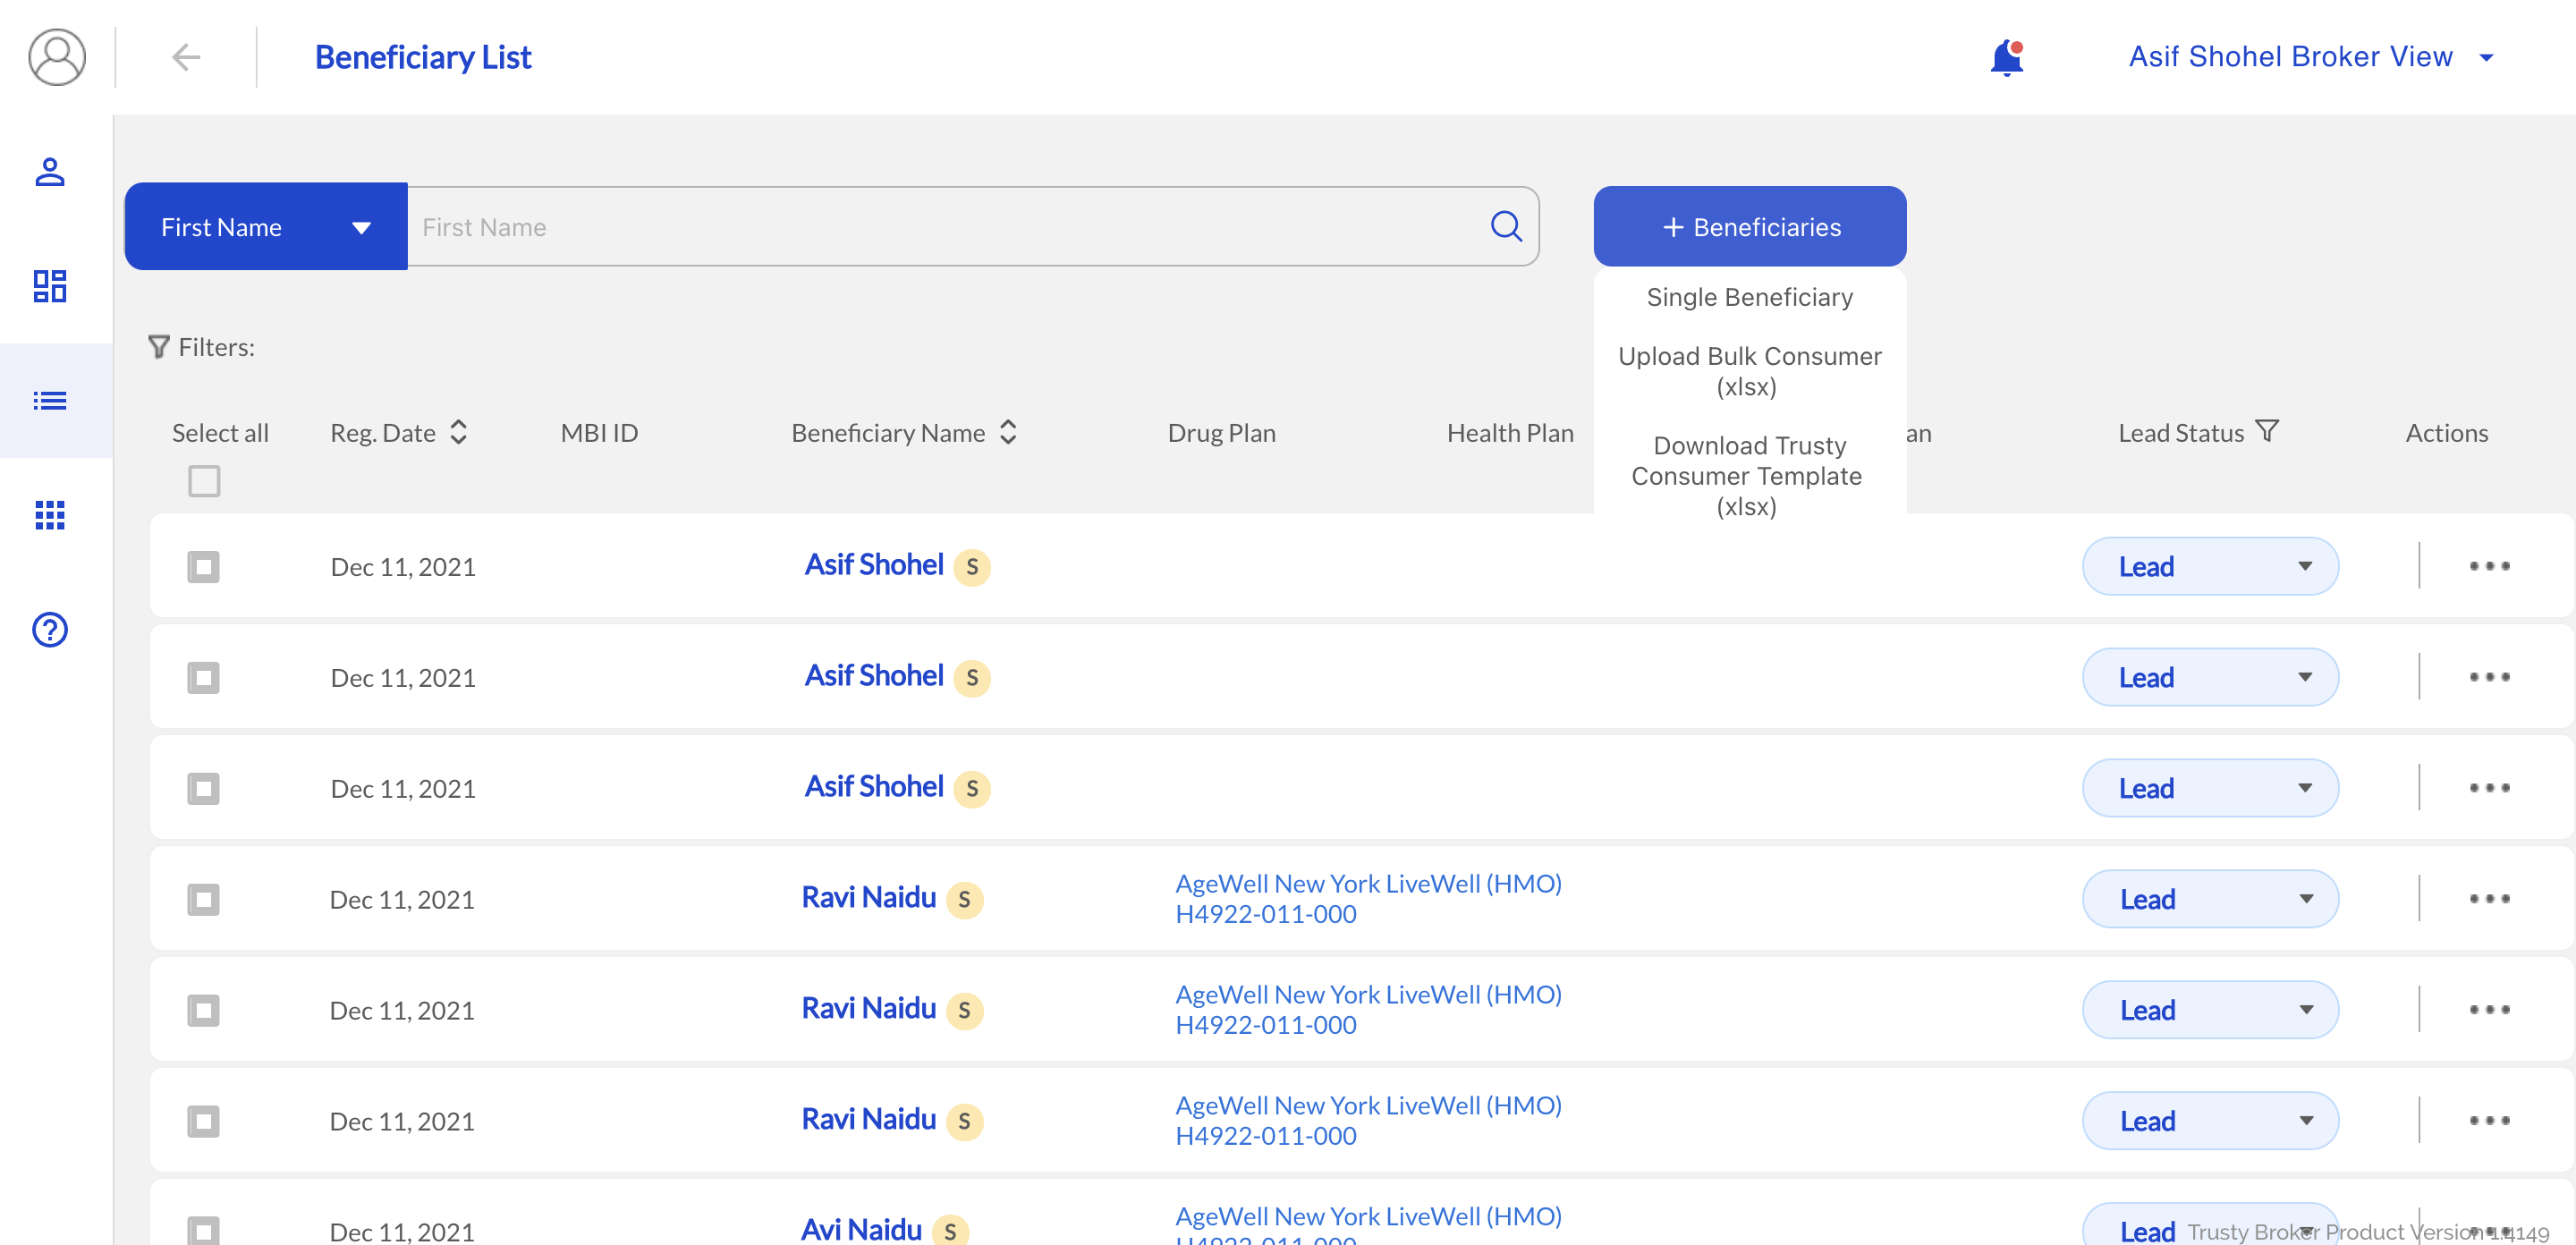 Beneficiary List
Asif Shohel Broker View
First Name
First Name
+ Beneficiaries
Single Beneficiary
Upload Bulk Consumer
(xlsx)
Download Trusty
Consumer Template
(xlsx)
Filters:
Select all
Reg. Date
MBI ID
Beneficiary Name
Drug Plan
Health Plan
an
Lead Status
Actions
Dec 11, 2021
Asif Shohel
S
Lead
Dec 11, 2021
Asif Shohel
S
Lead
Dec 11, 2021
Asif Shohel
S
Lead
Dec 11, 2021
Ravi Naidu
S
AgeWell New York LiveWell (HMO)
H4922-011-000
Lead
Dec 11, 2021
Ravi Naidu
S
AgeWell New York LiveWell (HMO)
H4922-011-000
Lead
Dec 11, 2021
Ravi Naidu
S
AgeWell New York LiveWell (HMO)
H4922-011-000
Lead
Dec 11, 2021
Avi Naidu
S
AgeWell New York LiveWell (HMO)
H4922-011-000
Lead
Trusty Broker Product Version 1.4149